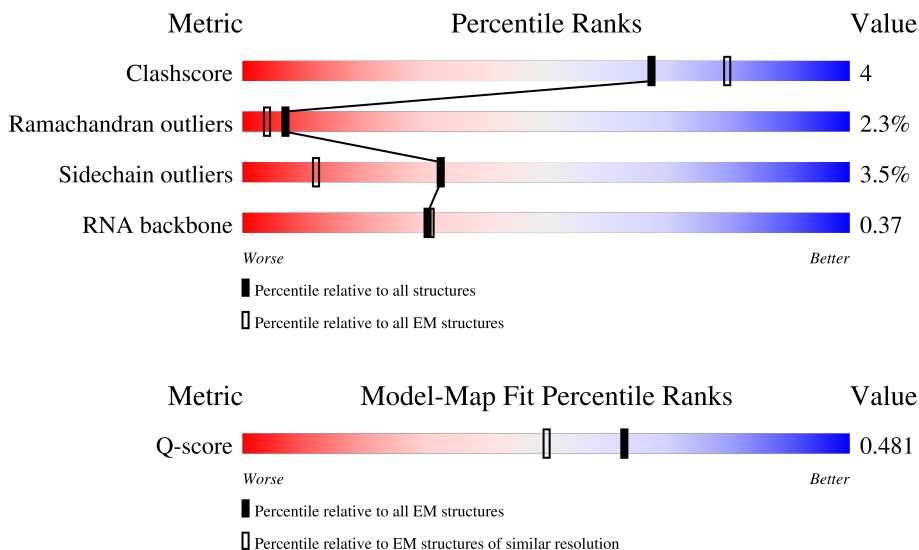 Metric Percentile Ranks Value
Clashscore 4
Ramachandran outliers 2.3%
Sidechain outliers 3.5%
RNA backbone 0.37
Worse Better
Percentile relative to all structures
Percentile relative to all EM structures
Metric Model-Map Fit Percentile Ranks Value
Q-score 0.481
Worse Better
Percentile relative to all EM structures
Percentile relative to EM structures of similar resolution